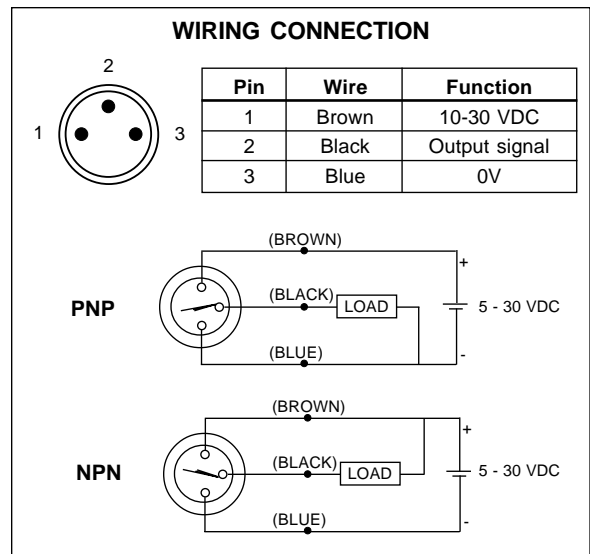 WIRING CONNECTION
2
1
3
Pin Wire Function
1 Brown 10-30 VDC
2 Black Output signal
3 Blue 0V
(BROWN)
+
PNP
(BLACK)
LOAD
5 - 30 VDC
(BLUE)
-
(BROWN)
+
NPN
(BLACK)
LOAD
5 - 30 VDC
(BLUE)
-